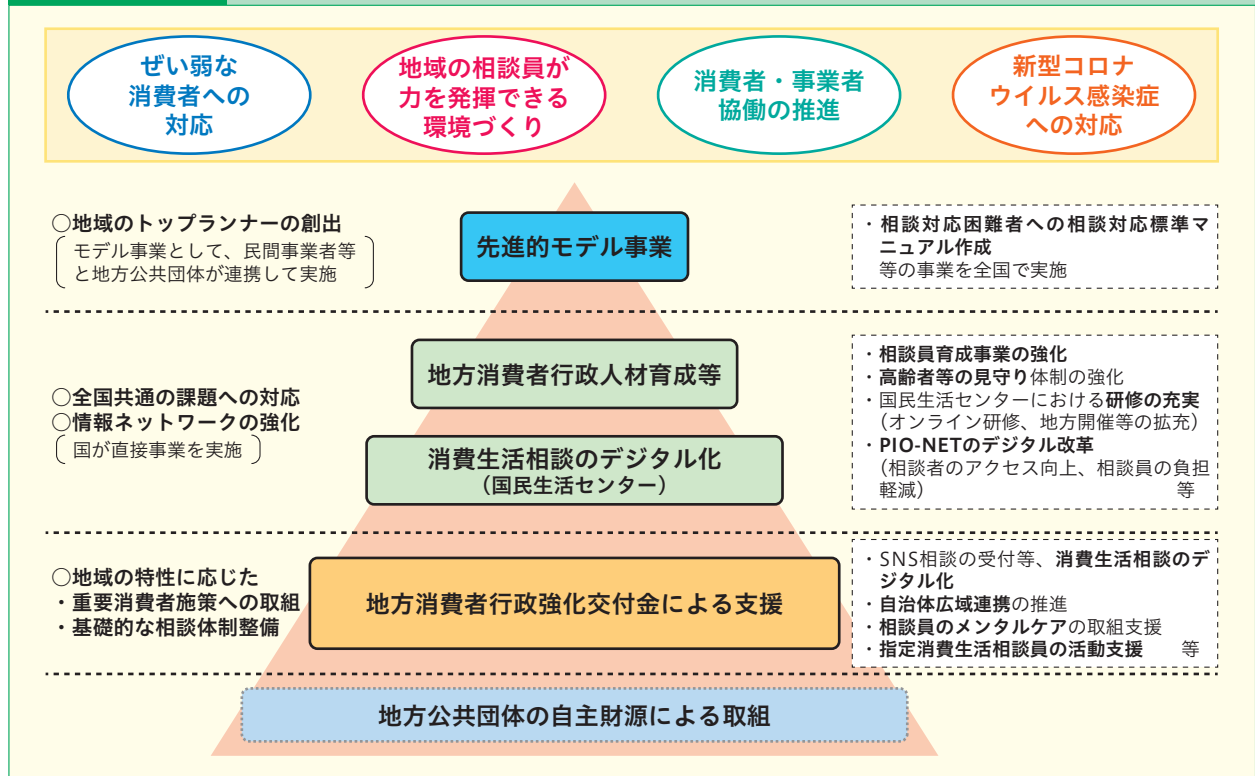 ぜい弱な
消費者への
対応
地域の相談員が
力を発揮できる
環境づくり
消費者・事業者
協働の推進
新型コロナ
ウイルス感染症
への対応
○地域のトップランナーの創出
モデル事業として、民間事業者等
と地方公共団体が連携して実施
先進的モデル事業
・相談対応困難者への相談対応標準マ
ニュアル作成
等の事業を全国で実施
○全国共通の課題への対応
○情報ネットワークの強化
国が直接事業を実施
地方消費者行政人材育成等
消費生活相談のデジタル化
（国民生活センター）
・相談員育成事業の強化
・高齢者等の見守り体制の強化
・国民生活センターにおける研修の充実
（オンライン研修、地方開催等の拡充）
・PIO-NETのデジタル改革
（相談者のアクセス向上、相談員の負担
軽減） 等
○地域の特性に応じた
・重要消費者施策への取組
・基礎的な相談体制整備
地方消費者行政強化交付金による支援
・SNS相談の受付等、消費生活相談のデ
ジタル化
・自治体広域連携の推進
・相談員のメンタルケアの取組支援
・指定消費生活相談員の活動支援 等
地方公共団体の自主財源による取組